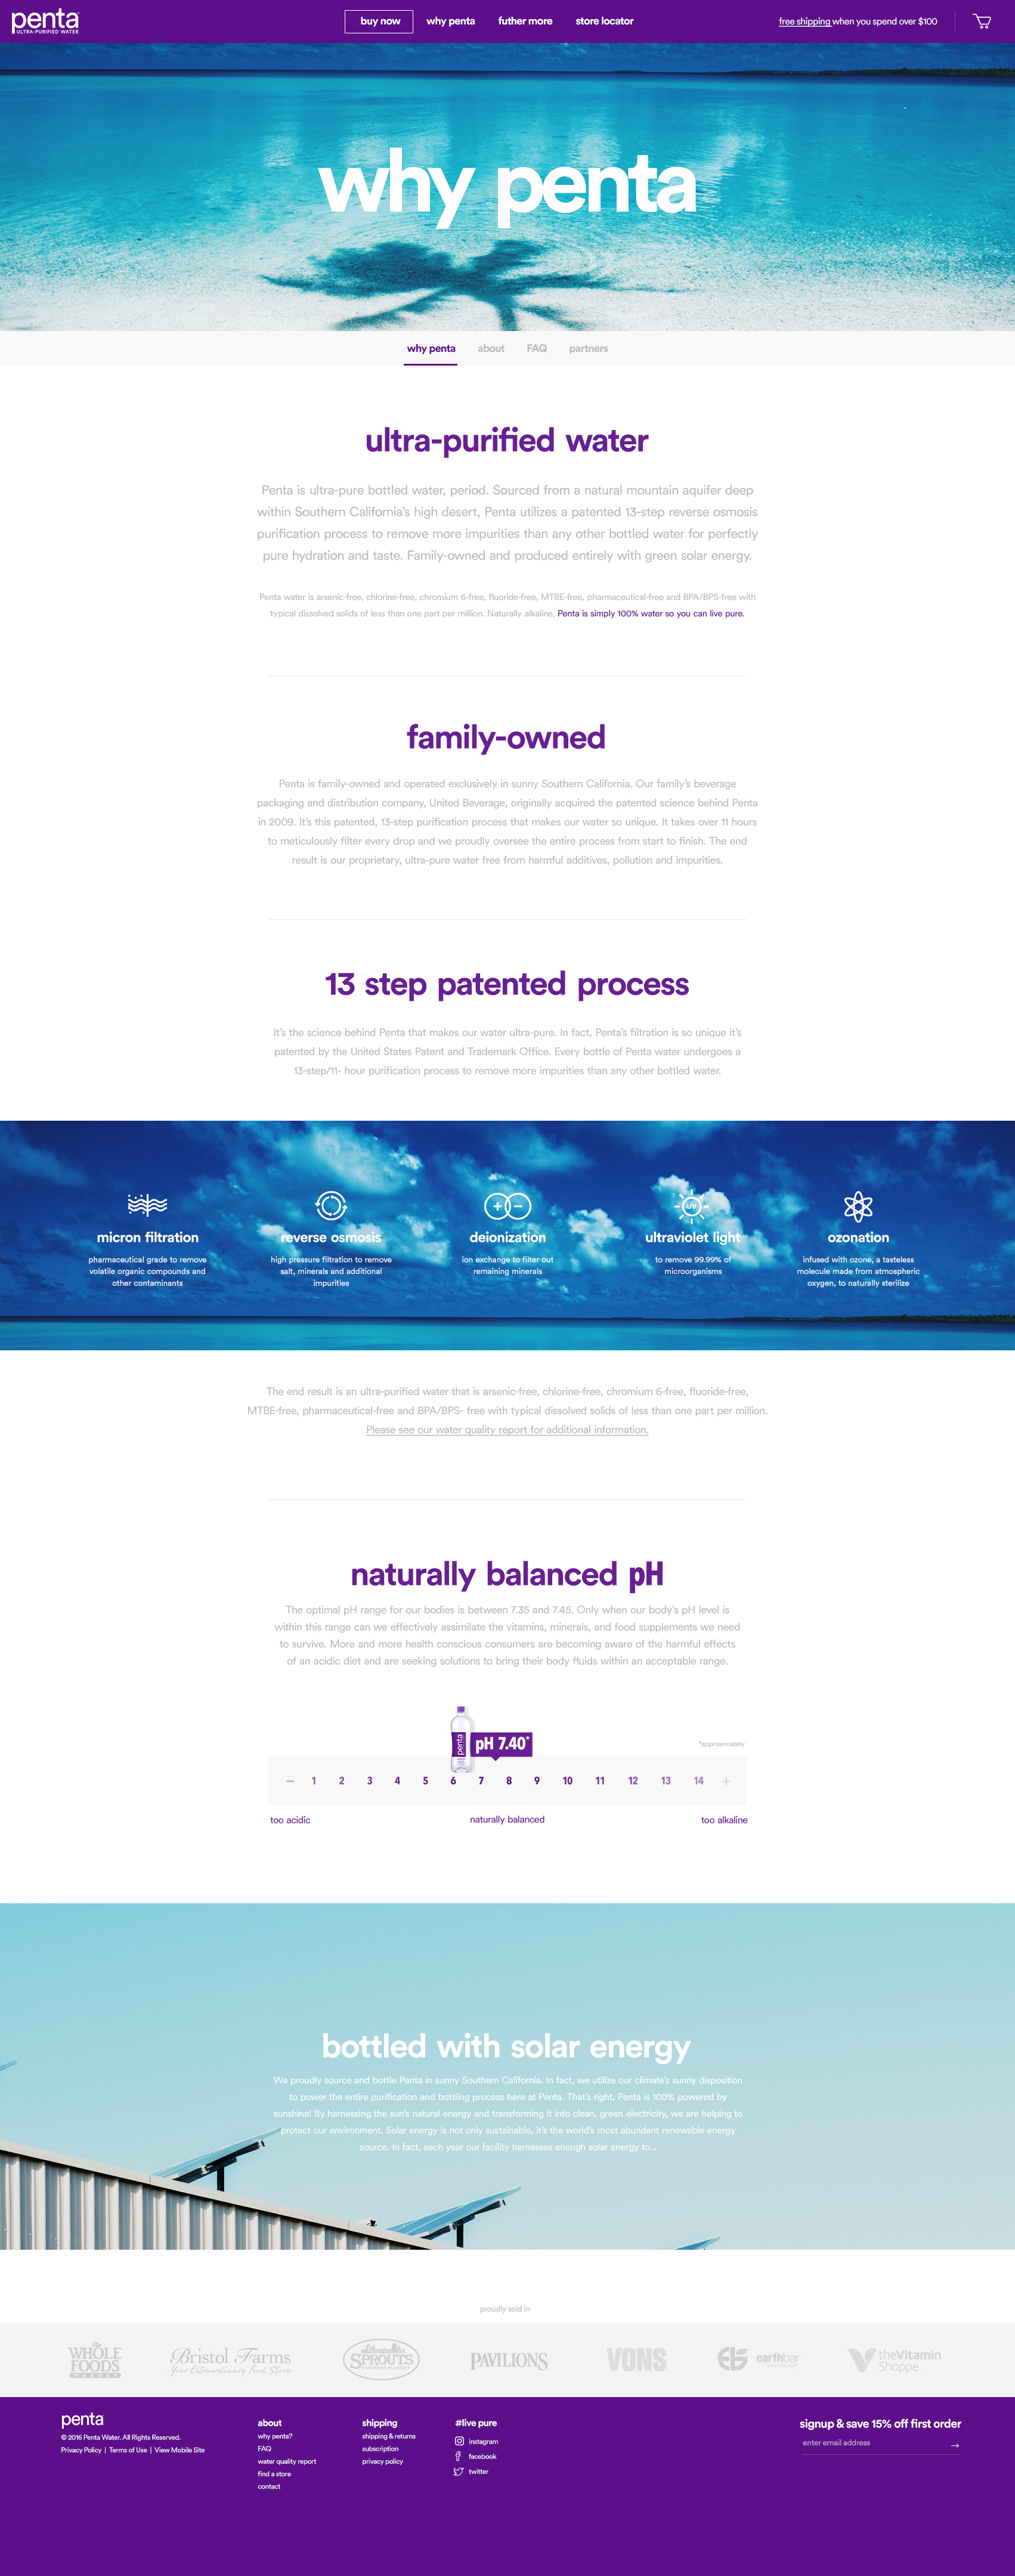 penta
ULTRA-PURIFIED WATER
buy now
why penta
futher more
store locator
free shipping when you spend over $100
why penta
why penta
about
FAQ
partners
ultra-purified water
Penta is ultra-pure bottled water, period. Sourced from a natural mountain aquifer deep
within Southern California's high desert, Penta utilizes a patented 13-step reverse osmosis
purification process to remove more impurities than any other bottled water for perfectly
pure hydration and taste. Family-owned and produced entirely with green solar energy.
Penta water is arsenic-free, chlorine-free, chromium 6-free, fluoride-free, MTBE-free, pharmaceutical-free and BPA/BPS-free with
typical dissolved solids of less than one part per million. Naturally alkaline, Penta is simply 100% water so you can live pure.
family-owned
Penta is family-owned and operated exclusively in sunny Southern California. Our family's beverage
packaging and distribution company, United Beverage, originally acquired the patented science behind Penta
in 2009. It's this patented, 13-step purification process that makes our water so unique. It takes over 11 hours
to meticulously filter every drop and we proudly oversee the entire process from start to finish. The end
result is our proprietary, ultra-pure water free from harmful additives, pollution and impurities.
13 step patented process
It's the science behind Penta that makes our water ultra-pure. In fact, Penta's filtration is so unique it's
patented by the United States Patent and Trademark Office. Every bottle of Penta water undergoes a
13-step/11- hour purification process to remove more impurities than any other bottled water.
micron filtration
pharmaceutical grade to remove
volatile organic compounds and
other contaminants
reverse osmosis
high pressure filtration to remove
salt, minerals and additional
impurities
deionization
ion exchange to filter out
remaining minerals
UV
ultraviolet light
to remove 99.99% of
microorganisms
ozonation
infused with ozone, a tasteless
molecule made from atmospheric
oxygen, to naturally sterilize
The end result is an ultra-purified water that is arsenic-free, chlorine-free, chromium 6-free, fluoride-free,
MTBE-free, pharmaceutical-free and BPA/BPS- free with typical dissolved solids of less than one part per million.
Please see our water quality report for additional information.
naturally balanced pH
The optimal pH range for our bodies is between 7.35 and 7.45. Only when our body's pH level is
within this range can we effectively assimilate the vitamins, minerals, and food supplements we need
to survive. More and more health conscious consumers are becoming aware of the harmful effects
of an acidic diet and are seeking solutions to bring their body fluids within an acceptable range.
penta
pH 7.40*
*approximately
– 1 2 3 4 5 6 7 8 9 10 11 12 13 14 +
too acidic
naturally balanced
too alkaline
bottled with solar energy
We proudly source and bottle Penta in sunny Southern California. In fact, we utilize our climate's sunny disposition
to power the entire purification and bottling process here at Penta. That's right, Penta is 100% powered by
sunshine! By harnessing the sun's natural energy and transforming it into clean, green electricity, we are helping to
protect our environment. Solar energy is not only sustainable, it's the world's most abundant renewable energy
source. In fact, each year our facility harnesses enough solar energy to...
proudly sold in
WHOLE
FOODS
MARKET
Bristol Farms
Your Extraordinary Food Store
SPROUTS
FARMERS MARKET
PAVILIONS
VONS
earthbar
theVitamin
Shoppe
penta
© 2016 Penta Water. All Rights Reserved.
Privacy Policy | Terms of Use | View Mobile Site
about
why penta?
FAQ
water quality report
find a store
contact
shipping
shipping & returns
subscription
privacy policy
#live pure
instagram
facebook
twitter
signup & save 15% off first order
enter email address